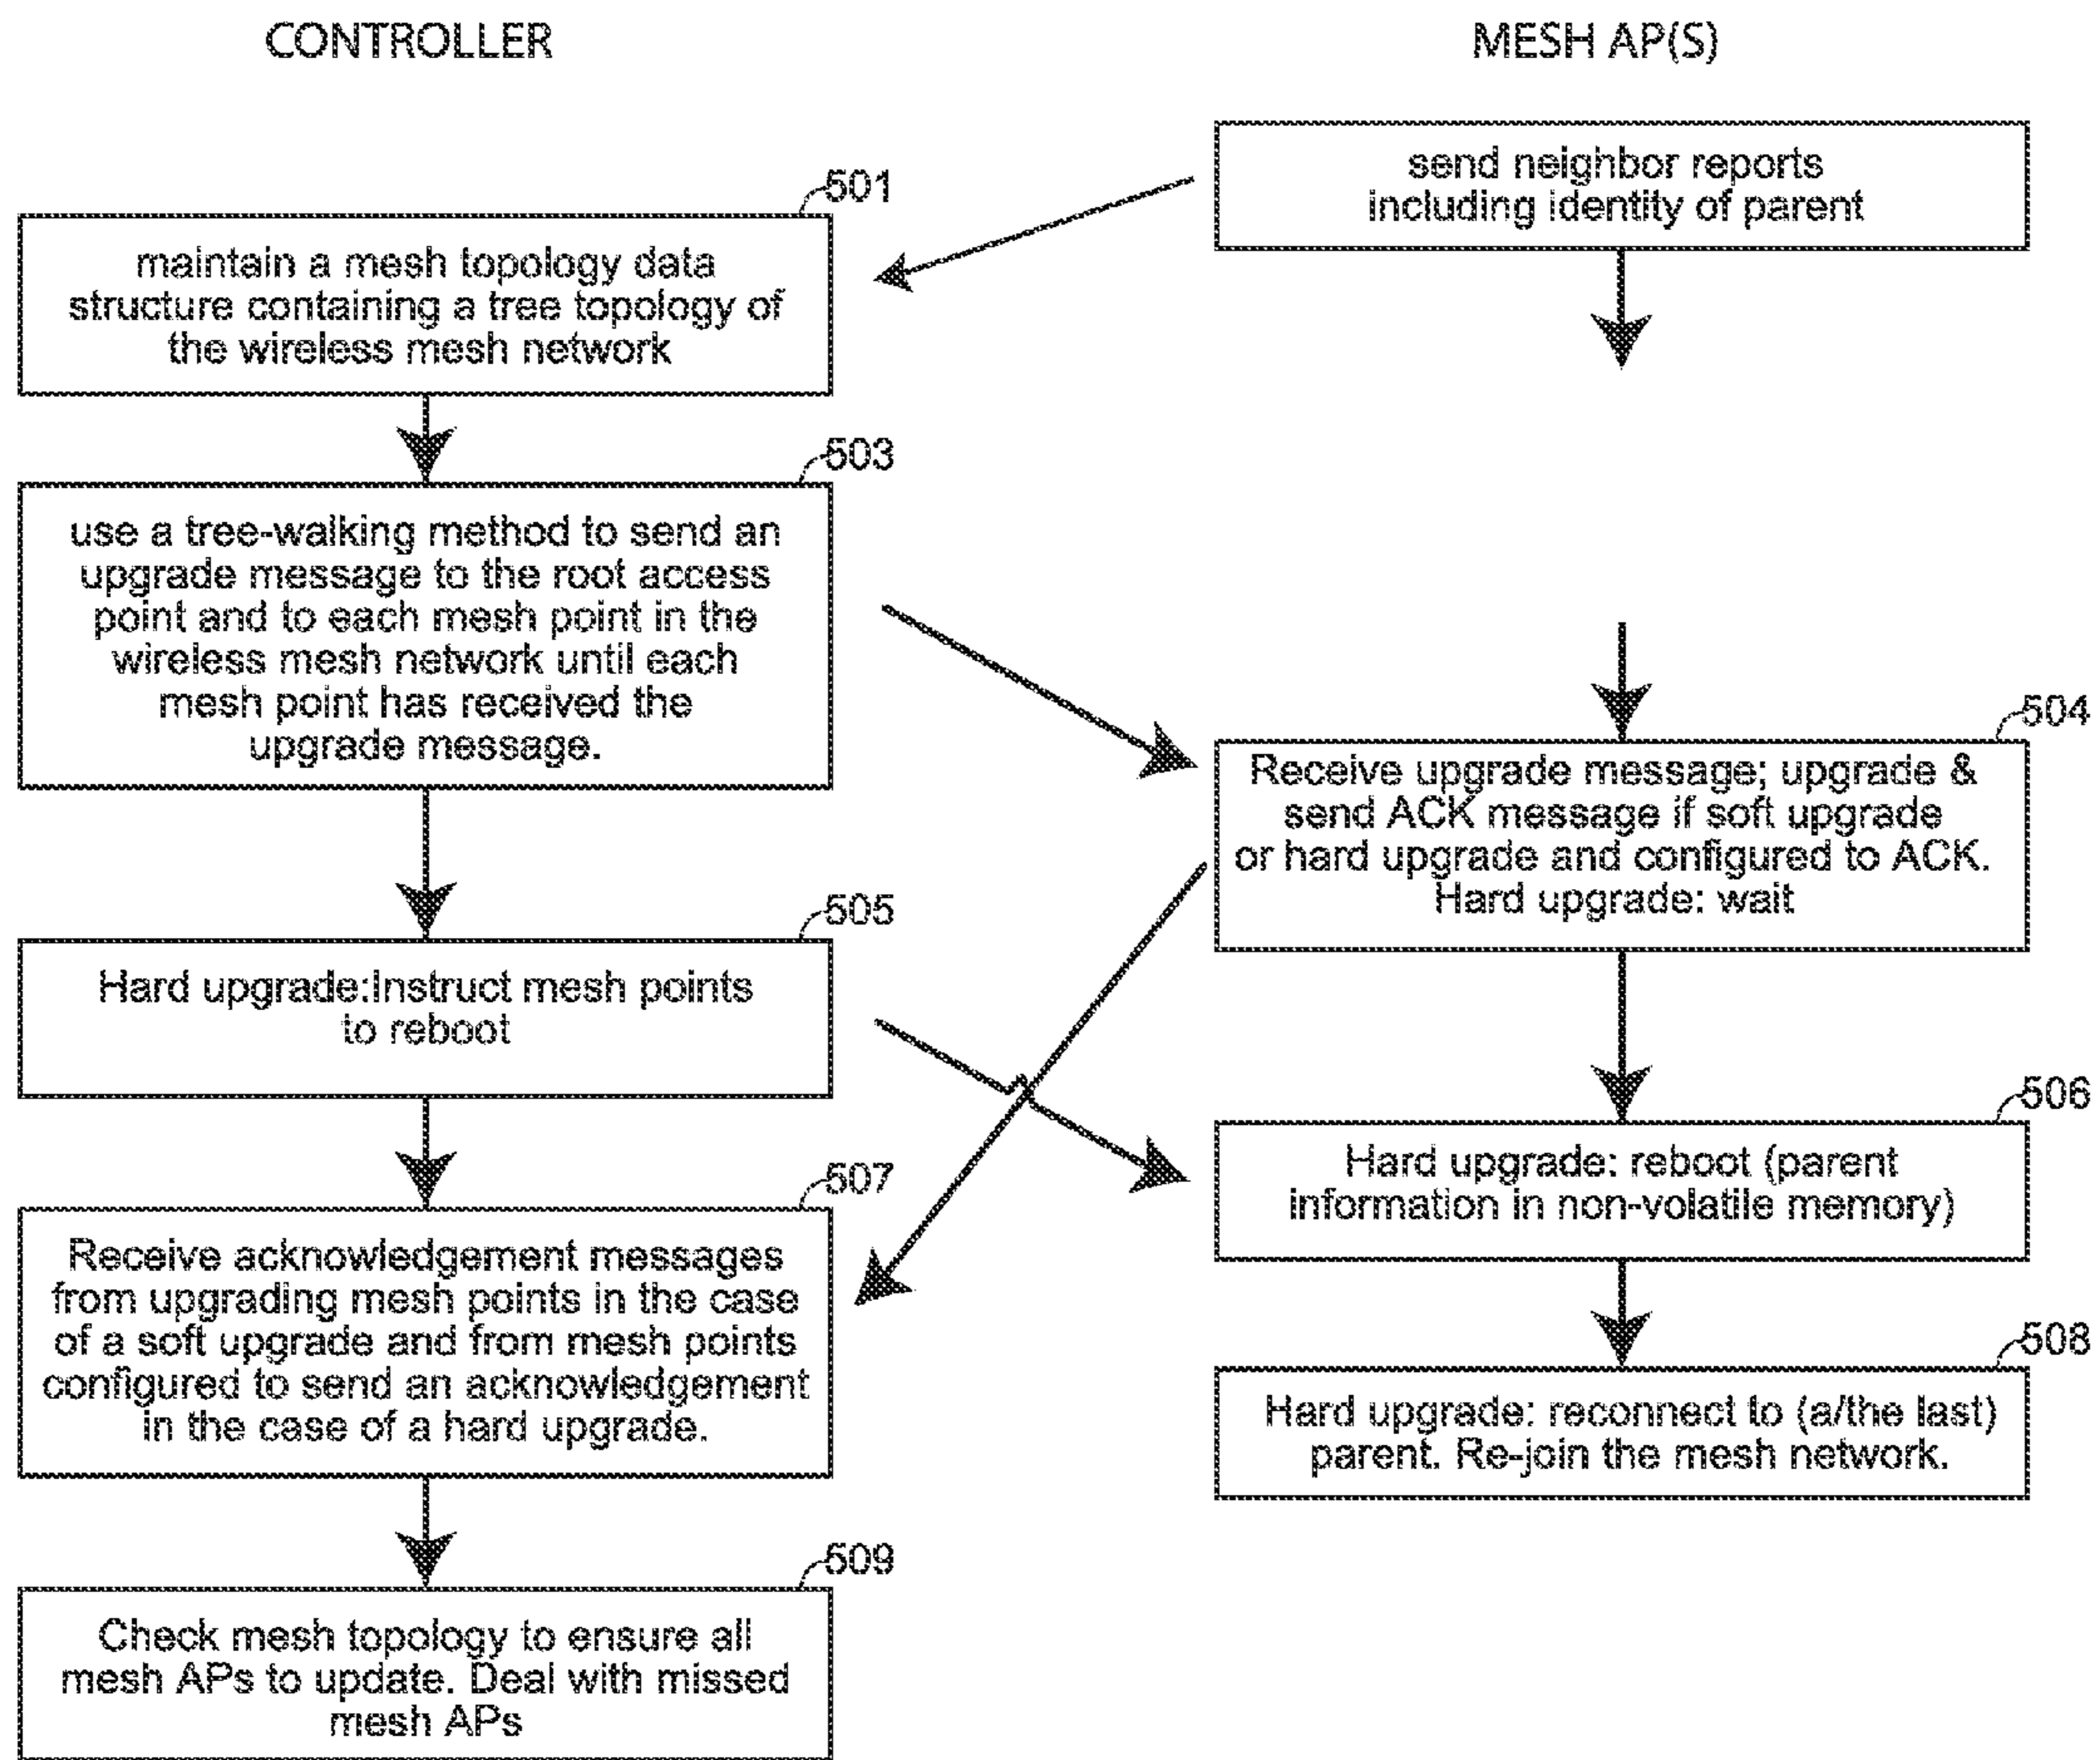 CONTROLLER
MESH AP(S)
send neighbor reports
including identity of parent
501
maintain a mesh topology data
structure containing a tree topology of
the wireless mesh network
503
use a tree-walking method to send an
upgrade message to the root access
point and to each mesh point in the
wireless mesh network until each
mesh point has received the
upgrade message.
504
Receive upgrade message; upgrade &
send ACK message if soft upgrade
or hard upgrade and configured to ACK.
Hard upgrade: wait
505
Hard upgrade:Instruct mesh points
to reboot
506
Hard upgrade: reboot (parent
information in non-volatile memory)
507
Receive acknowledgement messages
from upgrading mesh points in the case
of a soft upgrade and from mesh points
configured to send an acknowledgement
in the case of a hard upgrade.
508
Hard upgrade: reconnect to (a/the last)
parent. Re-join the mesh network.
509
Check mesh topology to ensure all
mesh APs to update. Deal with missed
mesh APs